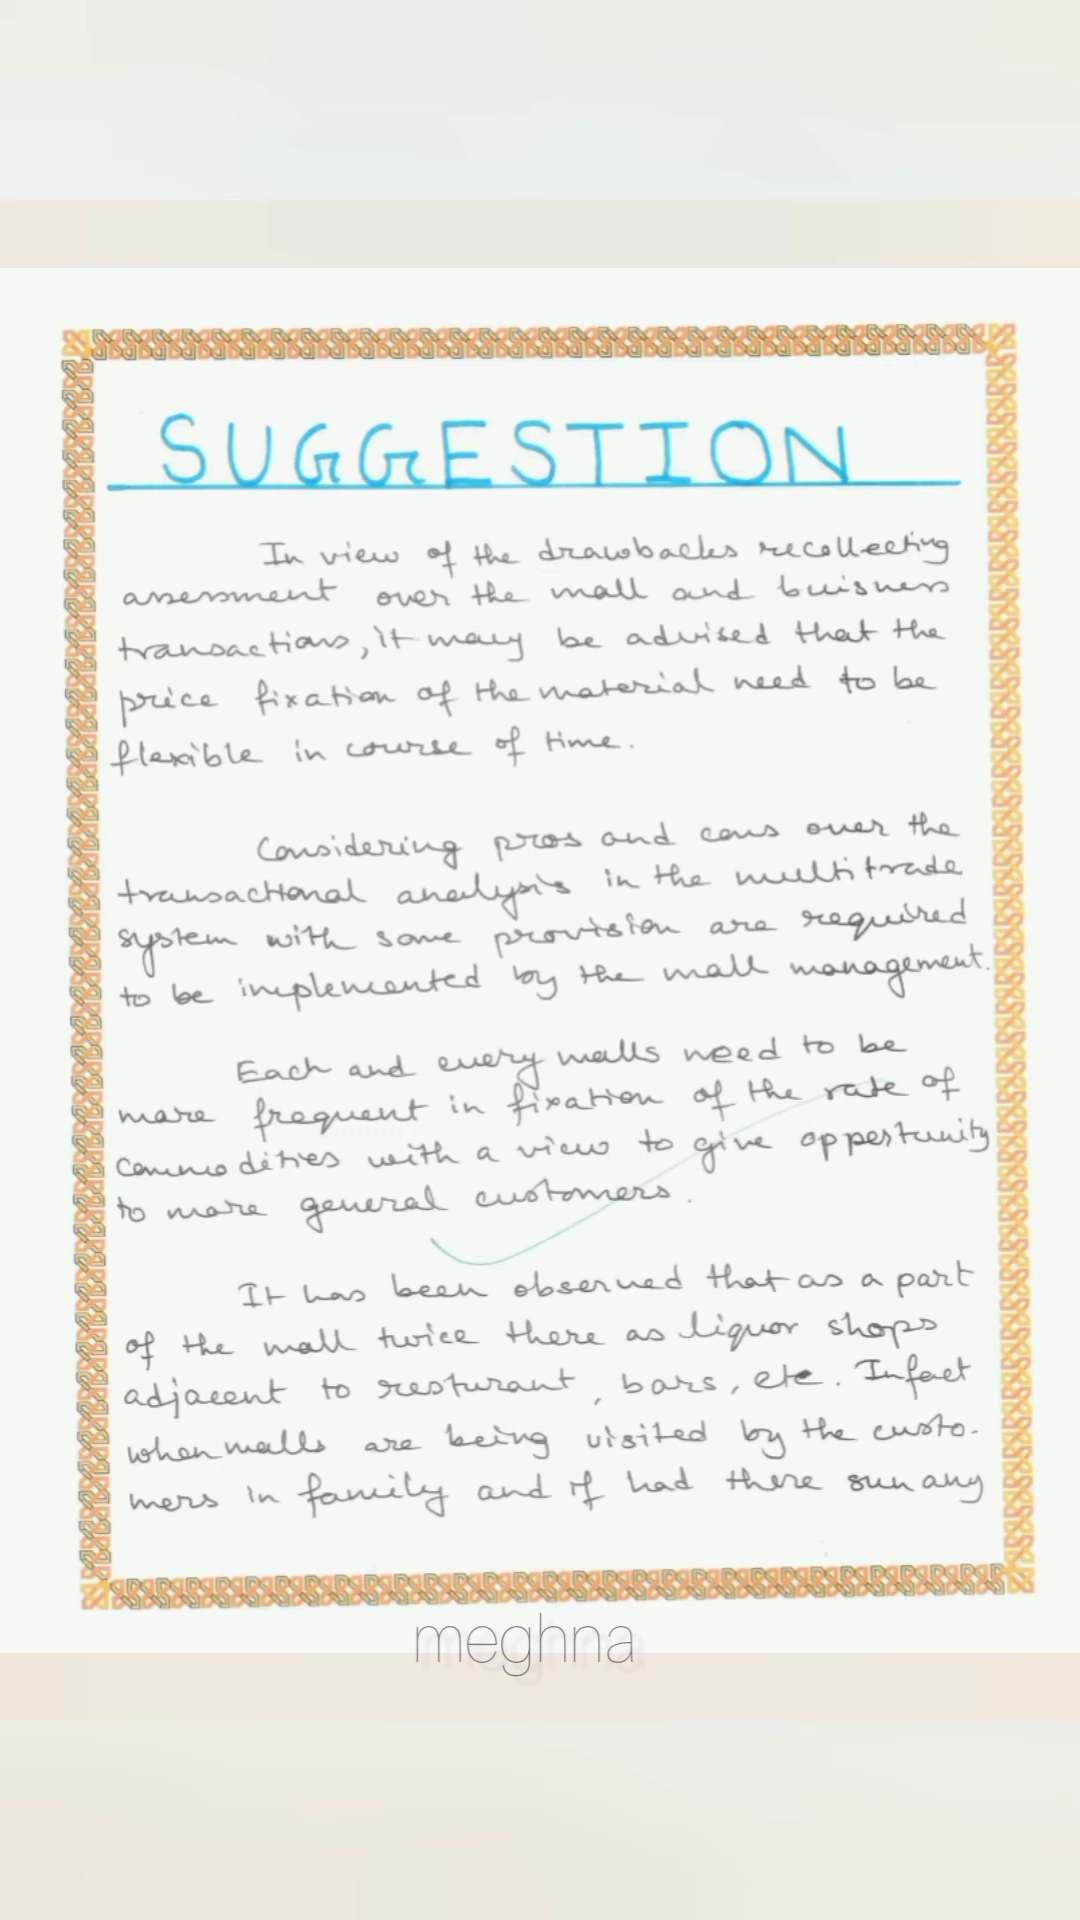 SUGGESTION
In view of the drawbacks recollecting
assessment over the mall and buisness
transactions, it may be advised that the
price fixation of the material need to be
flexible in course of time.
Considering pros and cons over the
transactional analysis in the multitrade
system with some provision are required
to be implemented by the mall management.
Each and every malls need to be
more frequent in fixation of the rate of
commodities with a view to give oppertunity
to more general customers.
It has been observed that as a part
of the mall twice there as liquor shops
adjacent to resturant, bars, etc. Infact
when malls are being visited by the custo-
mers in family and if had there sun any
meghna